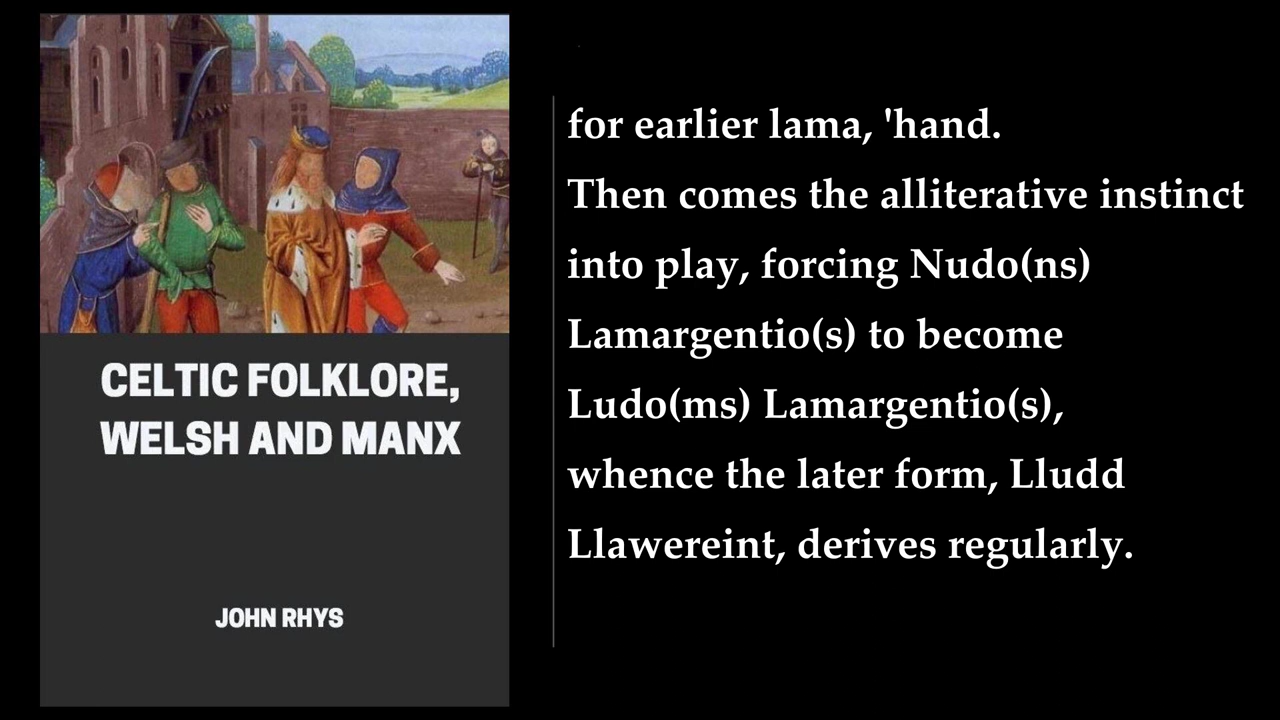 CELTIC FOLKLORE,
WELSH AND MANX
JOHN RHYS
for earlier lama, 'hand.
Then comes the alliterative instinct
into play, forcing Nudo(ns)
Lamargentio(s) to become
Ludo(ms) Lamargentio(s),
whence the later form, Lludd
Llawereint, derives regularly.